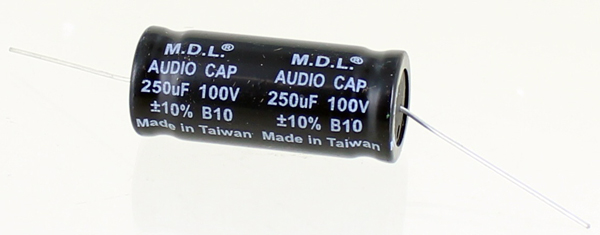 M.D.L.® M.D.L.®
AUDIO CAP AUDIO CAP
250uF 100V 250uF 100V
±10% B10 ±10% B10
Made in Taiwan Made in Taiwan